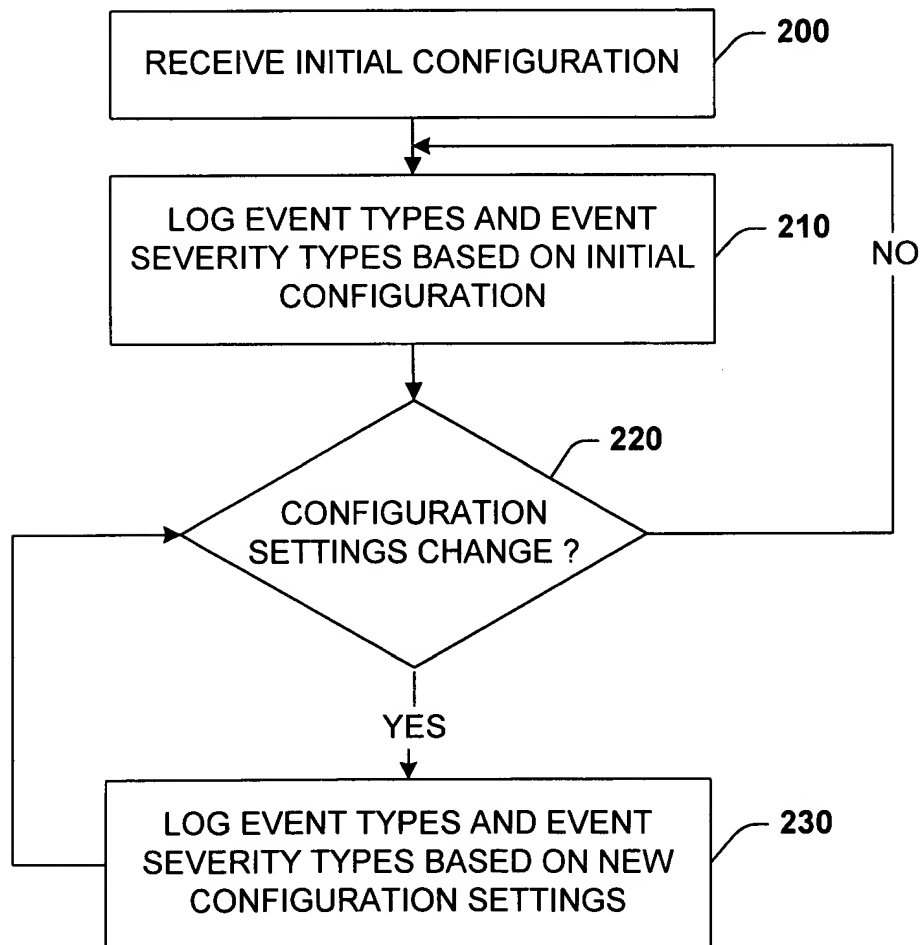 RECEIVE INITIAL CONFIGURATION
200
LOG EVENT TYPES AND EVENT
SEVERITY TYPES BASED ON INITIAL
CONFIGURATION
210
NO
220
CONFIGURATION
SETTINGS CHANGE ?
YES
LOG EVENT TYPES AND EVENT
SEVERITY TYPES BASED ON NEW
CONFIGURATION SETTINGS
230